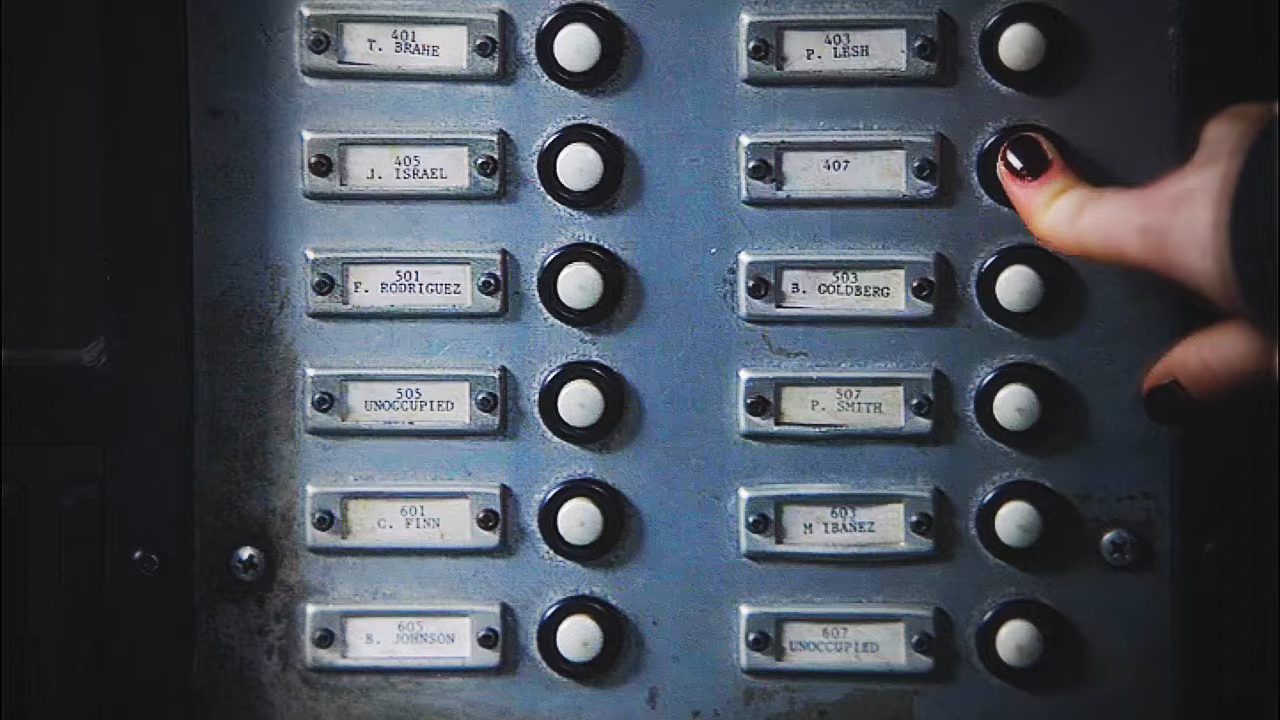 401
T. BRAHE
403
P. LESH
405
J. ISRAEL
407
501
F. RODRIGUEZ
503
B. GOLDBERG
505
UNOCCUPIED
507
P. SMITH
601
C. FINN
603
M IBANEZ
605
B. JOHNSON
607
UNOCCUPIED